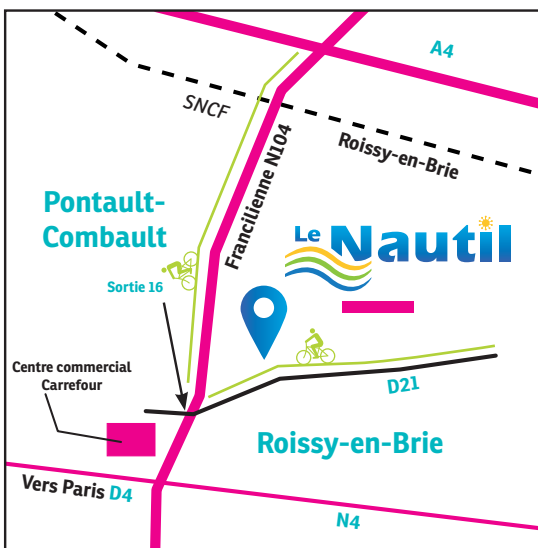 A4
SNCF
Roissy-en-Brie
Francilienne N104
Pontault-
Combault
Le Nautil
Sortie 16
Centre commercial
Carrefour
D21
Roissy-en-Brie
Vers Paris D4
N4